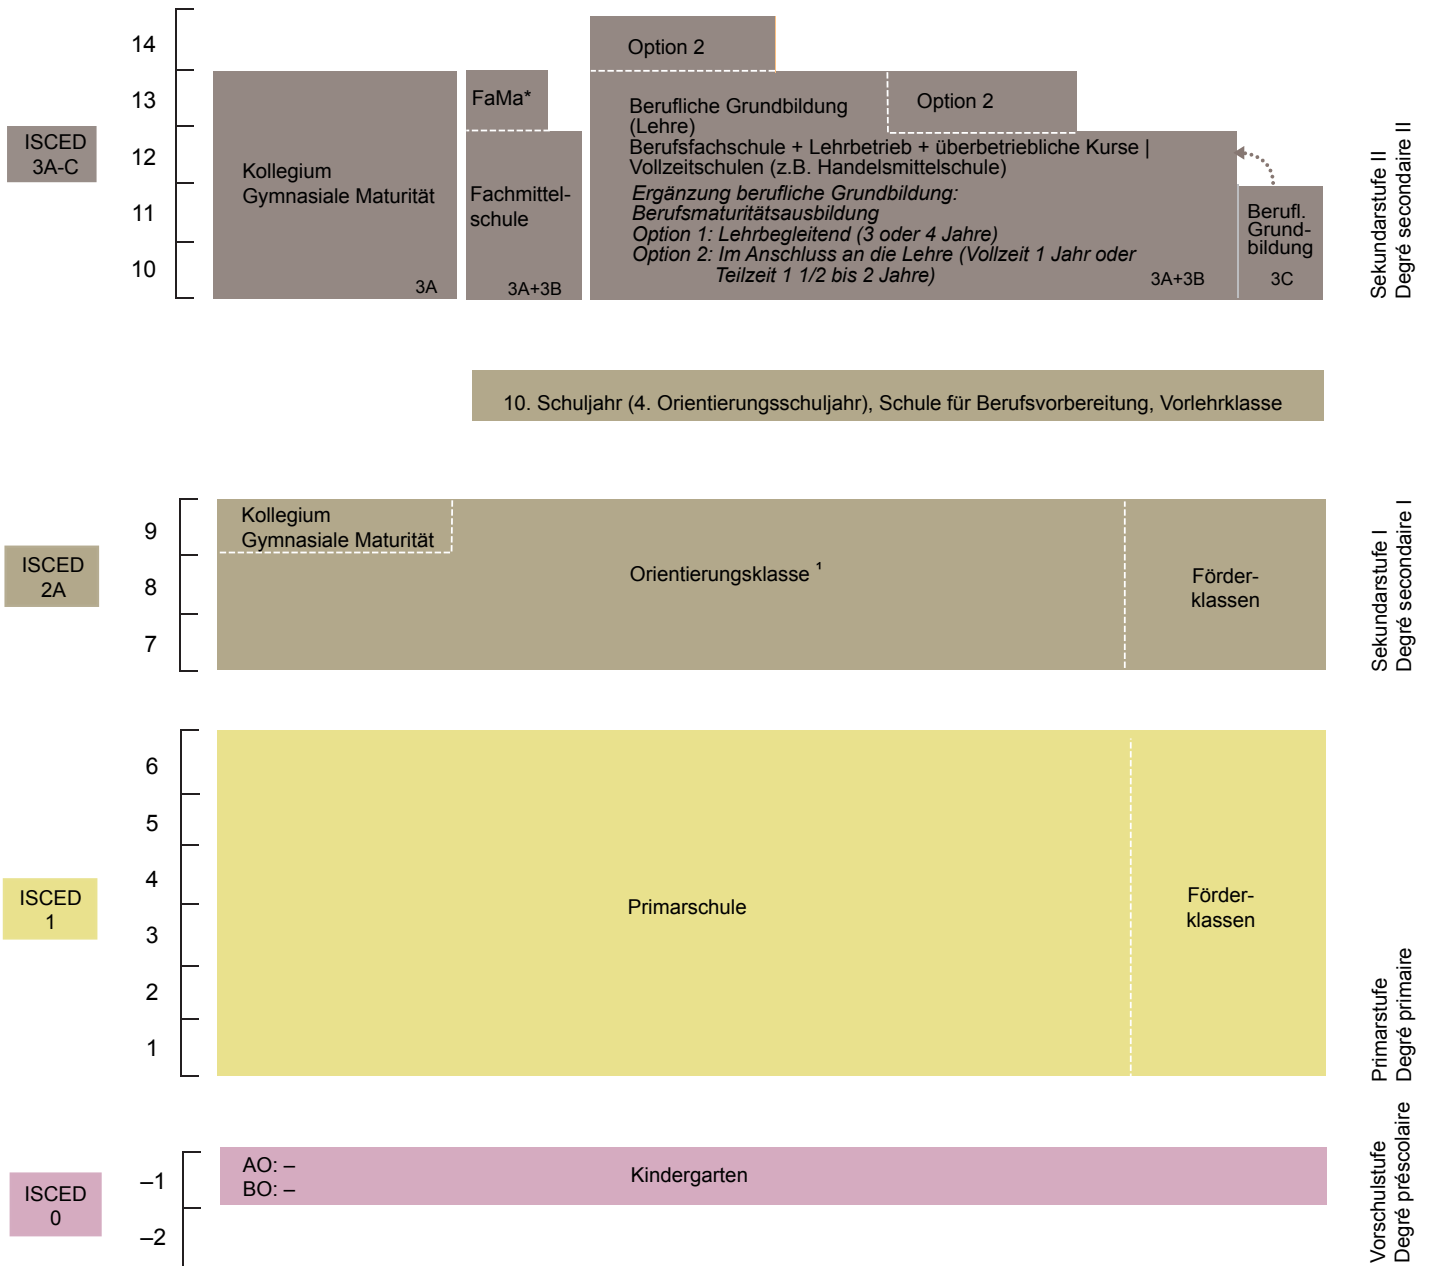 14
13
12
11
10
ISCED
3A-C
Kollegium
Gymnasiale Maturität
3A
FaMa*
Fachmittel-
schule
3A+3B
Option 2
Option 2
Berufliche Grundbildung
(Lehre)
Berufsfachschule + Lehrbetrieb + überbetriebliche Kurse |
Vollzeitschulen (z.B. Handelsmittelschule)
Ergänzung berufliche Grundbildung:
Berufsmaturitätsausbildung
Option 1: Lehrbegleitend (3 oder 4 Jahre)
Option 2: Im Anschluss an die Lehre (Vollzeit 1 Jahr oder
Teilzeit 1 1/2 bis 2 Jahre)
3A+3B
Berufl.
Grund-
bildung
3C
Sekundarstufe II
Degré secondaire II
10. Schuljahr (4. Orientierungsschuljahr), Schule für Berufsvorbereitung, Vorlehrklasse
9
8
7
ISCED
2A
Kollegium
Gymnasiale Maturität
Orientierungsklasse ¹
Förder-
klassen
Sekundarstufe I
Degré secondaire I
6
5
4
3
2
1
ISCED
1
Primarschule
Förder-
klassen
Primarstufe
Degré primaire
–1
–2
ISCED
0
AO: –
BO: –
Kindergarten
Vorschulstufe
Degré préscolaire